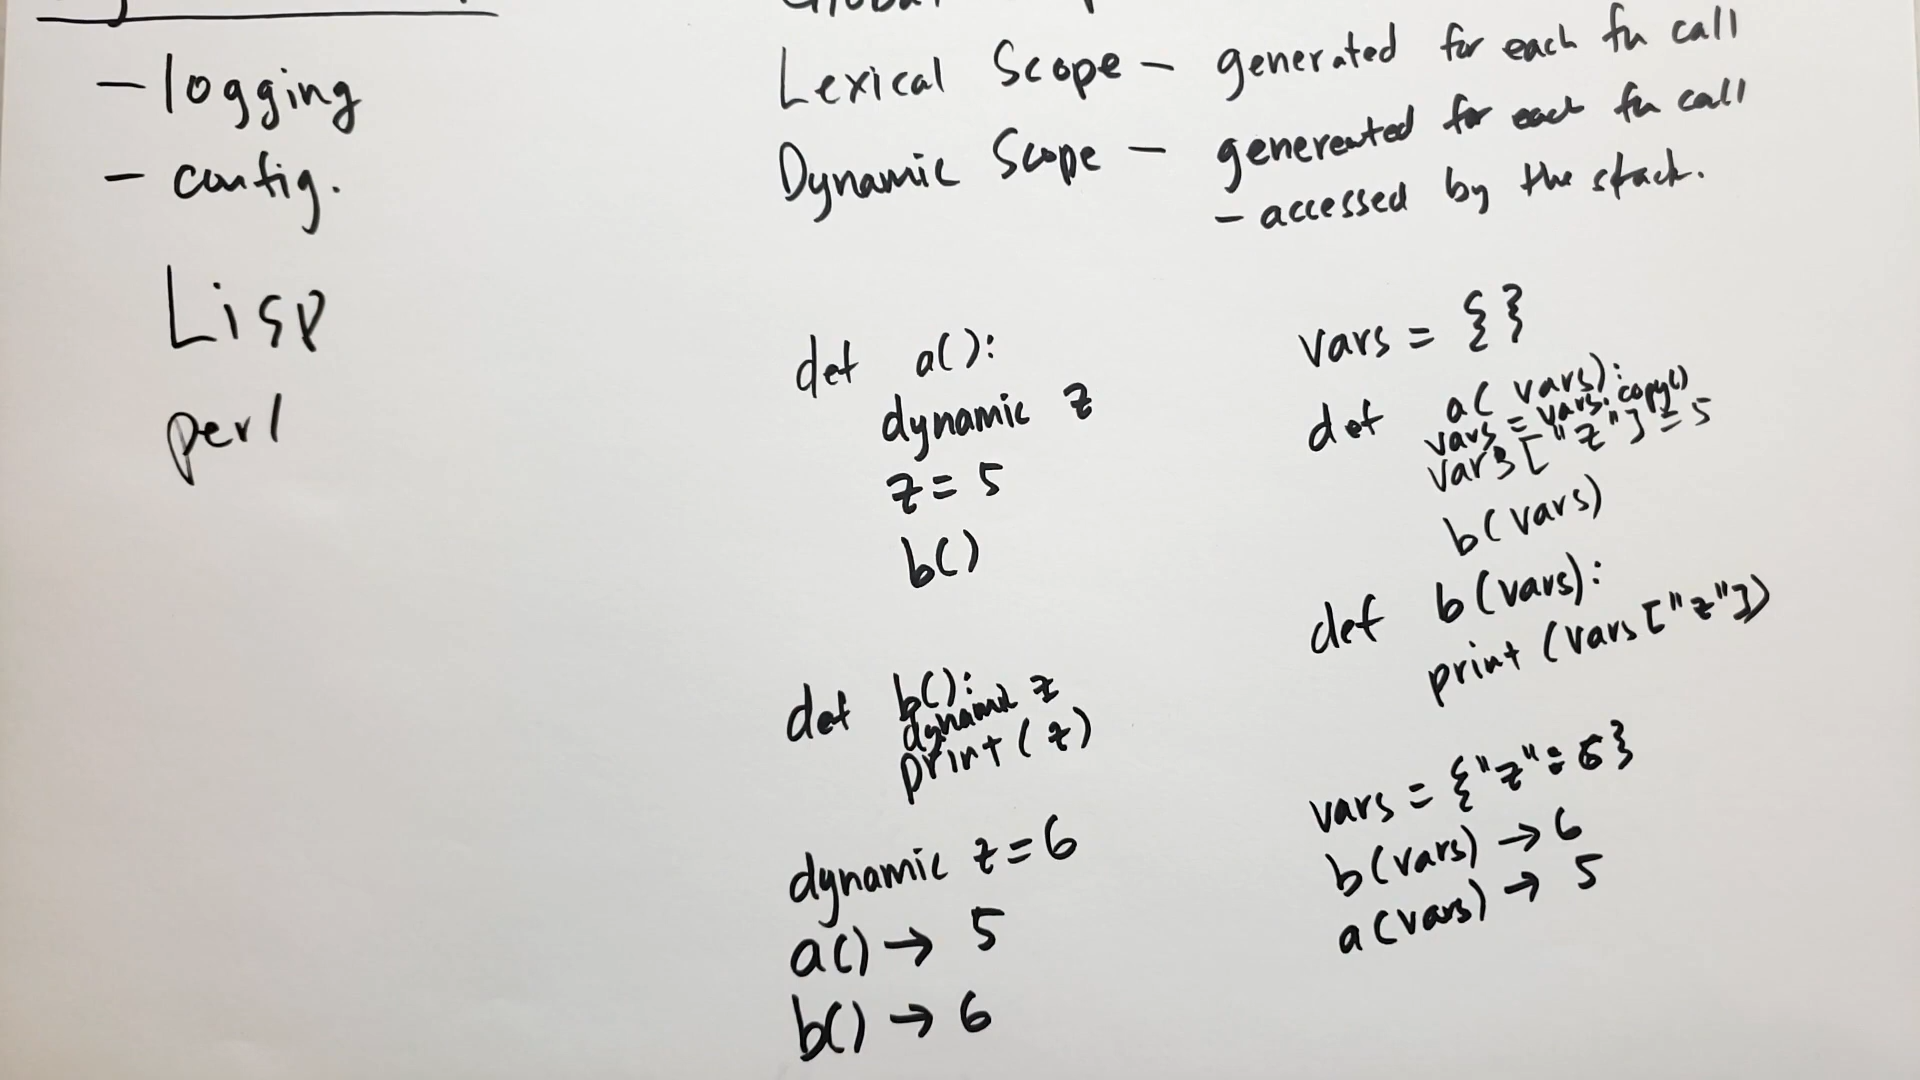 - logging
- config.
Lisp
perl
Global
Lexical Scope - generated for each fn call
Dynamic Scope - genereated for each fn call
- accessed by the stack.
def a():
dynamic z
z = 5
b()
def b():
dynamic z
print (z)
dynamic z = 6
a() → 5
b() → 6
vars = {}
def a( vars):
vars = vars.copy()
vars["z"] = 5
b(vars)
def b(vars):
print (vars["z"])
vars = {"z": 6}
b(vars) → 6
a(vars) → 5